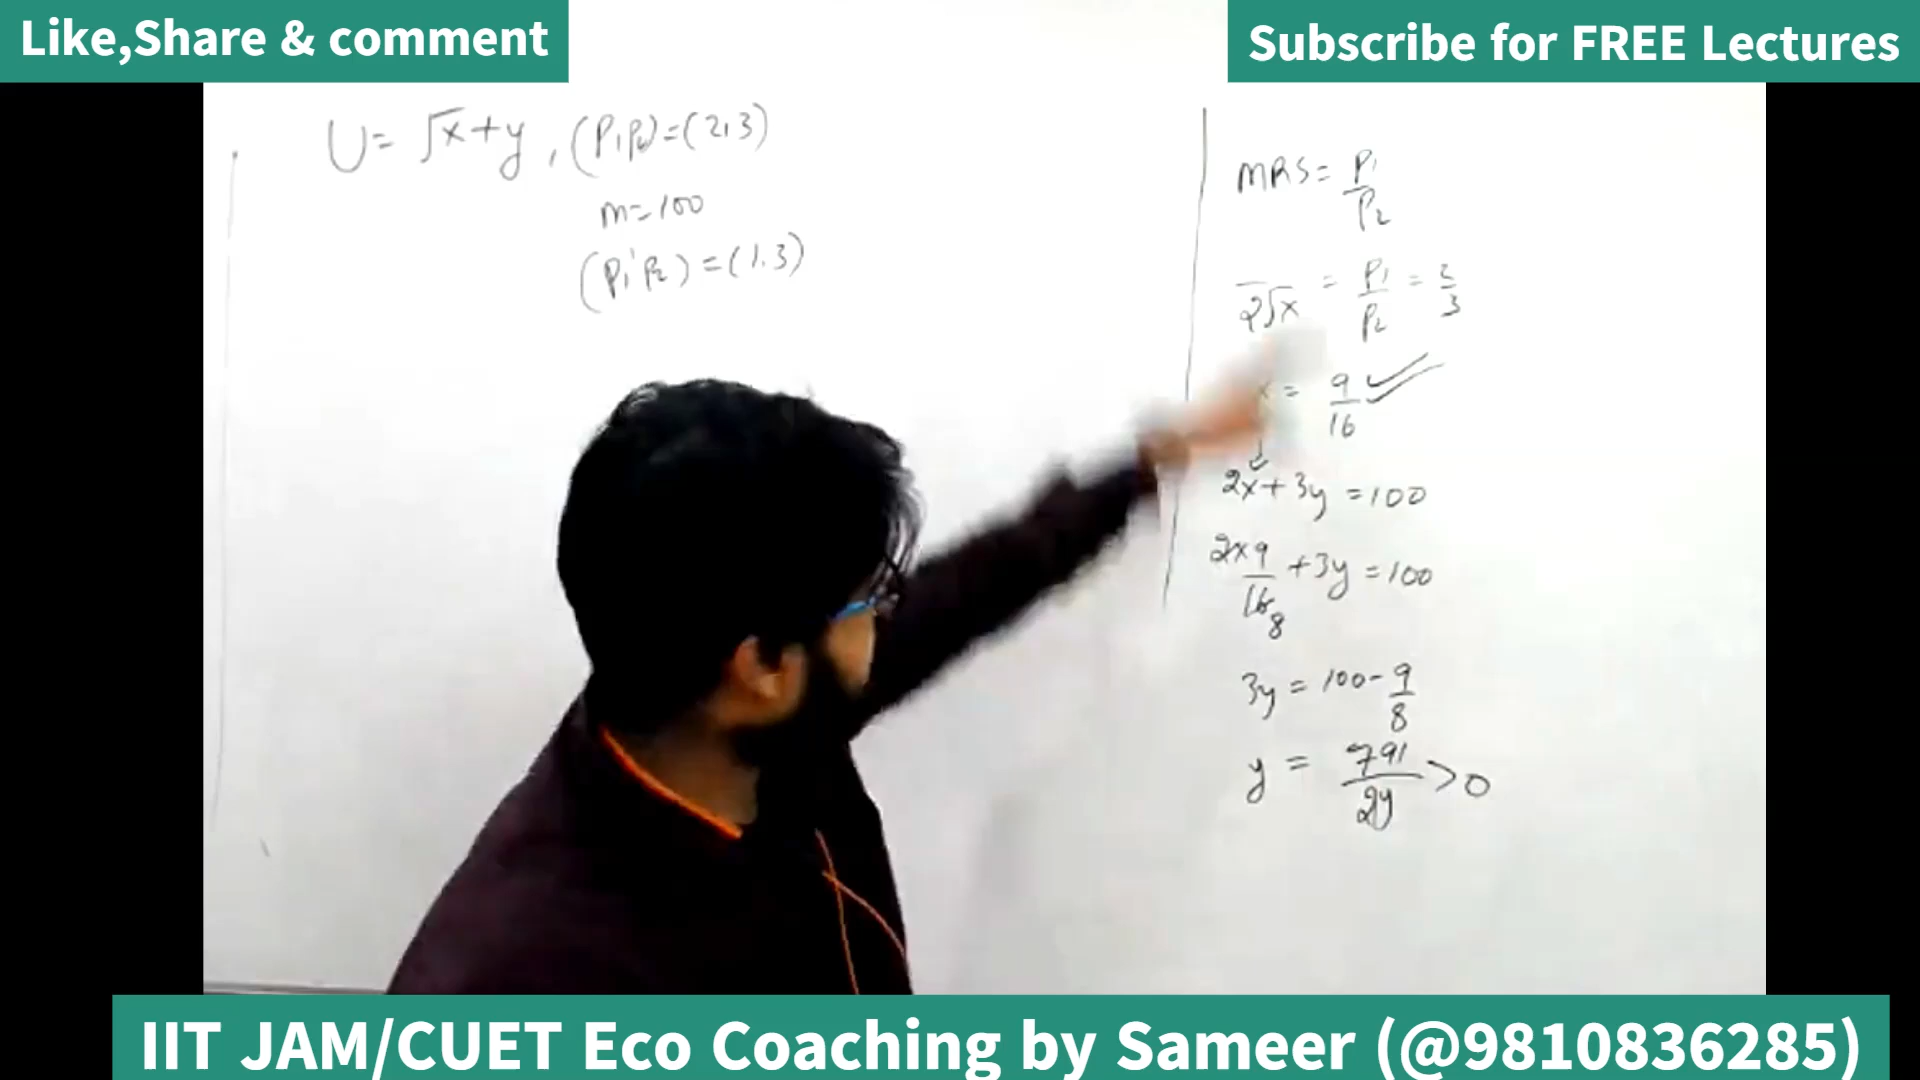 Like,Share & comment
Subscribe for FREE Lectures
U = √x + y , (P₁P₂) = (2,3)
m = 100
(P₁' P₂) = (1.3)
MRS = P₁/P₂
/2√x = P₁/P₂ = 2/3
x = 9/16
2x + 3y = 100
2x9/16 8 + 3y = 100
3y = 100 - 9/8
y = 791/24 > 0
IIT JAM/CUET Eco Coaching by Sameer (@9810836285)